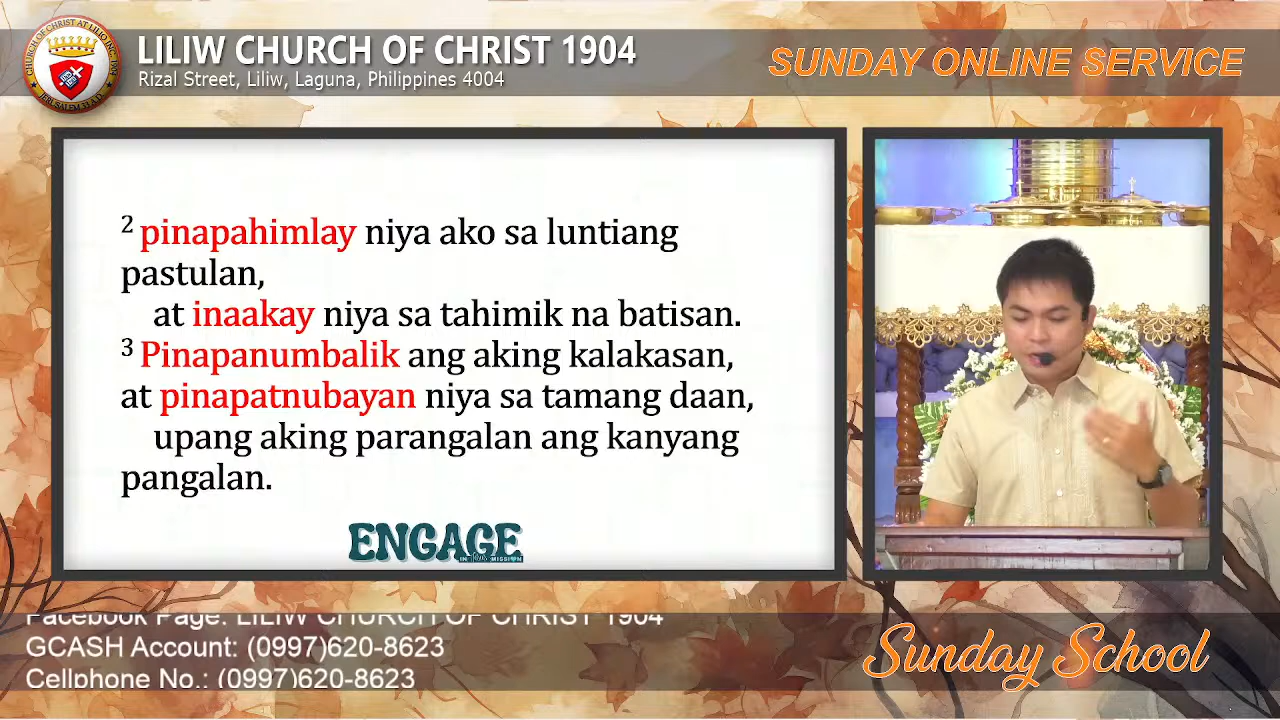 LILIW CHURCH OF CHRIST 1904
Rizal Street, Liliw, Laguna, Philippines 4004
SUNDAY ONLINE SERVICE
2 pinapahimlay niya ako sa luntiang
pastulan,
at inaakay niya sa tahimik na batisan.
3 Pinapanumbalik ang aking kalakasan,
at pinapatnubayan niya sa tamang daan,
upang aking parangalan ang kanyang
pangalan.
ENGAGE
IN MISSION
Facebook Page: LILIW CHURCH OF CHRIST 1904
GCASH Account: (0997)620-8623
Cellphone No.: (0997)620-8623
Sunday School